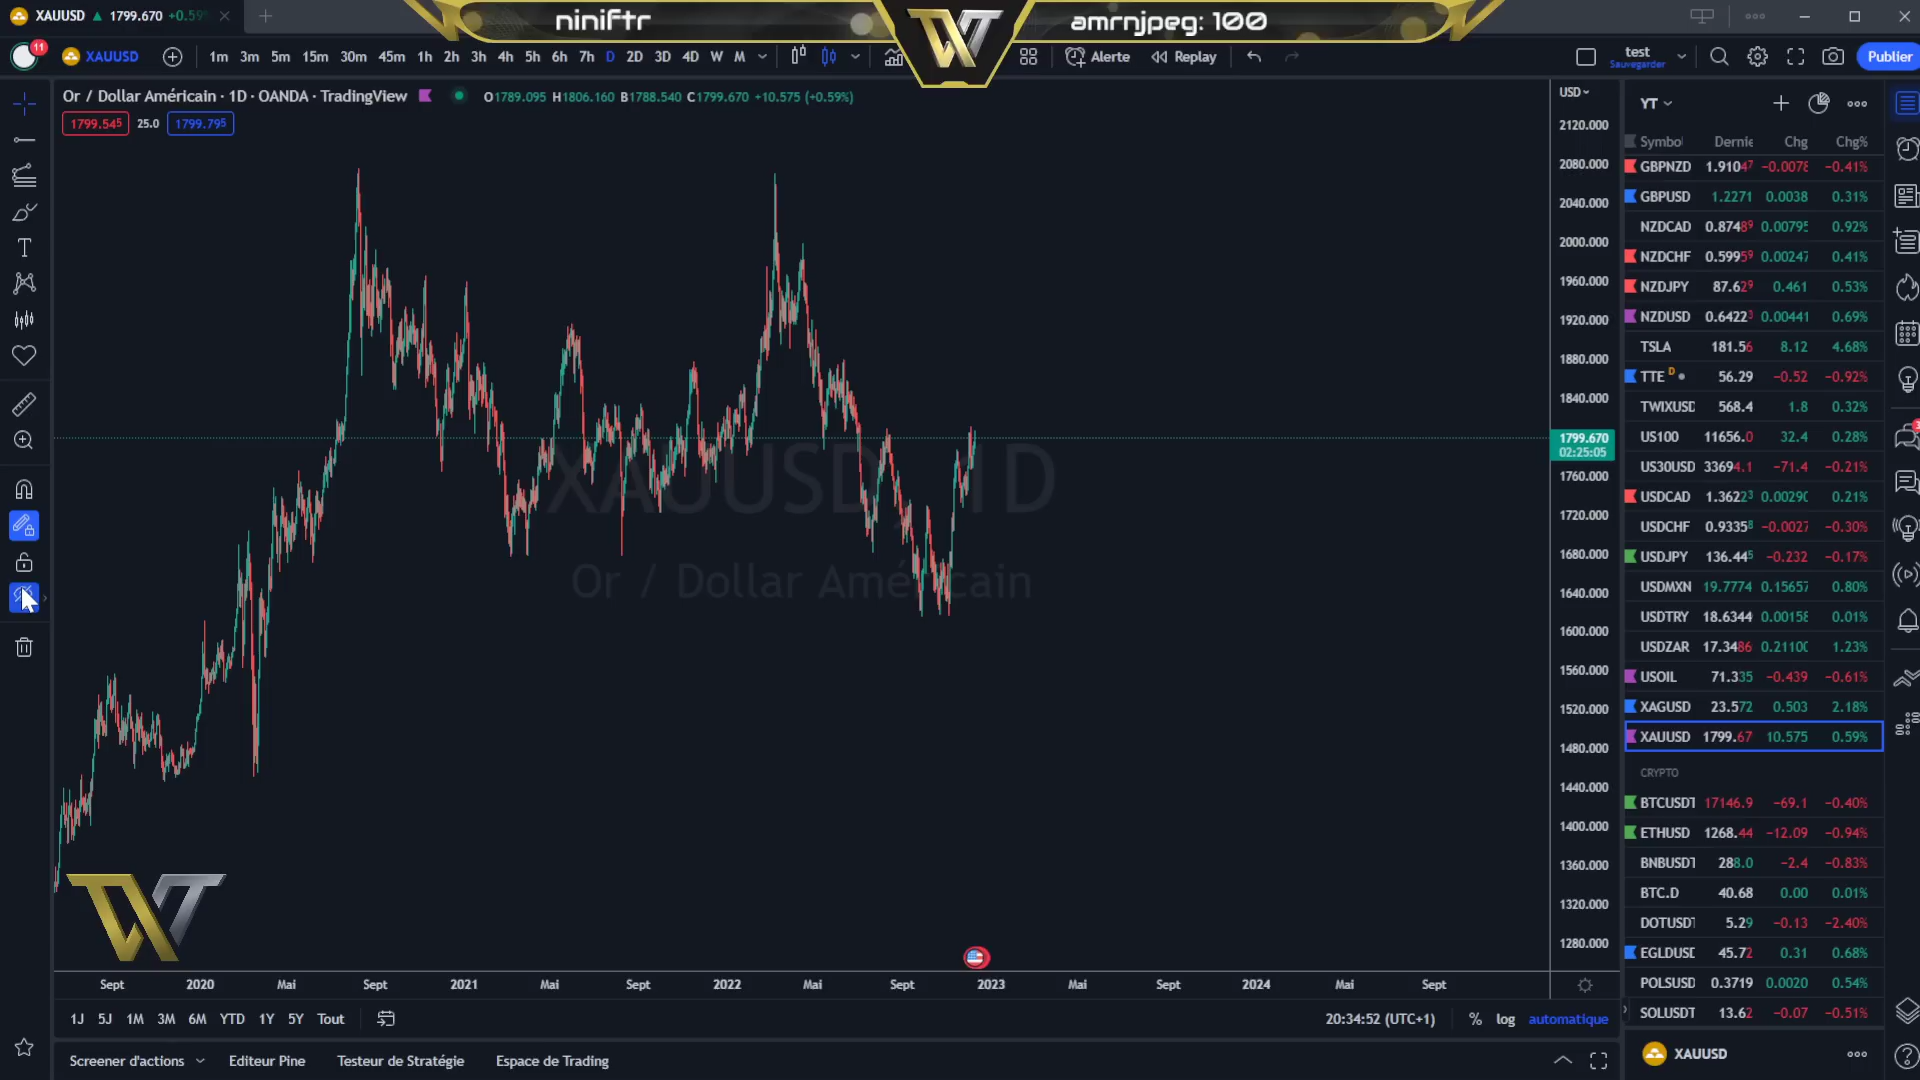 XAUUSD ▲ 1799.670 +0.59
niniftr
amrnjpeg: 100
11
XAUUSD
1m 3m 5m 15m 30m 45m 1h 2h 3h 4h 5h 6h 7h D 2D 3D 4D W M
Alerte
Replay
test
Sauvegarder
Publier
Or / Dollar Américain · 1D · OANDA · TradingView
O1789.095 H1806.160 B1788.540 C1799.670 +10.575 (+0.59%)
1799.545 25.0 1799.795
USD
2120.000
2080.000
2040.000
2000.000
1960.000
1920.000
1880.000
1840.000
1799.670
02:25:05
1760.000
1720.000
1680.000
1640.000
1600.000
1560.000
1520.000
1480.000
1440.000
1400.000
1360.000
1320.000
1280.000
XAUUSD, 1D
Or / Dollar Américain
Sept 2020 Mai Sept 2021 Mai Sept 2022 Mai Sept 2023 Mai Sept 2024 Mai Sept
1J 5J 1M 3M 6M YTD 1Y 5Y Tout
20:34:52 (UTC+1) % log automatique
Screener d'actions Editeur Pine Testeur de Stratégie Espace de Trading
YT
Symbol Dernie Chg Chg%
GBPNZD 1.91047 −0.0078 −0.41%
GBPUSD 1.2271 0.0038 0.31%
NZDCAD 0.87489 0.00795 0.92%
NZDCHF 0.59959 0.00247 0.41%
NZDJPY 87.629 0.461 0.53%
NZDUSD 0.64223 0.00441 0.69%
TSLA 181.56 8.12 4.68%
TTE D 56.29 −0.52 −0.92%
TWIXUSD 568.4 1.8 0.32%
US100 11656.0 32.4 0.28%
US30USD 33694.1 −71.4 −0.21%
USDCAD 1.36223 0.00290 0.21%
USDCHF 0.93358 −0.0027 −0.30%
USDJPY 136.445 −0.232 −0.17%
USDMXN 19.7774 0.15657 0.80%
USDTRY 18.6344 0.00158 0.01%
USDZAR 17.3486 0.21100 1.23%
USOIL 71.335 −0.439 −0.61%
XAGUSD 23.572 0.503 2.18%
XAUUSD 1799.67 10.575 0.59%
CRYPTO
BTCUSDT 17146.9 −69.1 −0.40%
ETHUSD 1268.44 −12.09 −0.94%
BNBUSDT 288.0 −2.4 −0.83%
BTC.D 40.68 0.00 0.01%
DOTUSDT 5.29 −0.13 −2.40%
EGLDUSD 45.72 0.31 0.68%
POLSUSD 0.3719 0.0020 0.54%
SOLUSDT 13.62 −0.07 −0.51%
XAUUSD